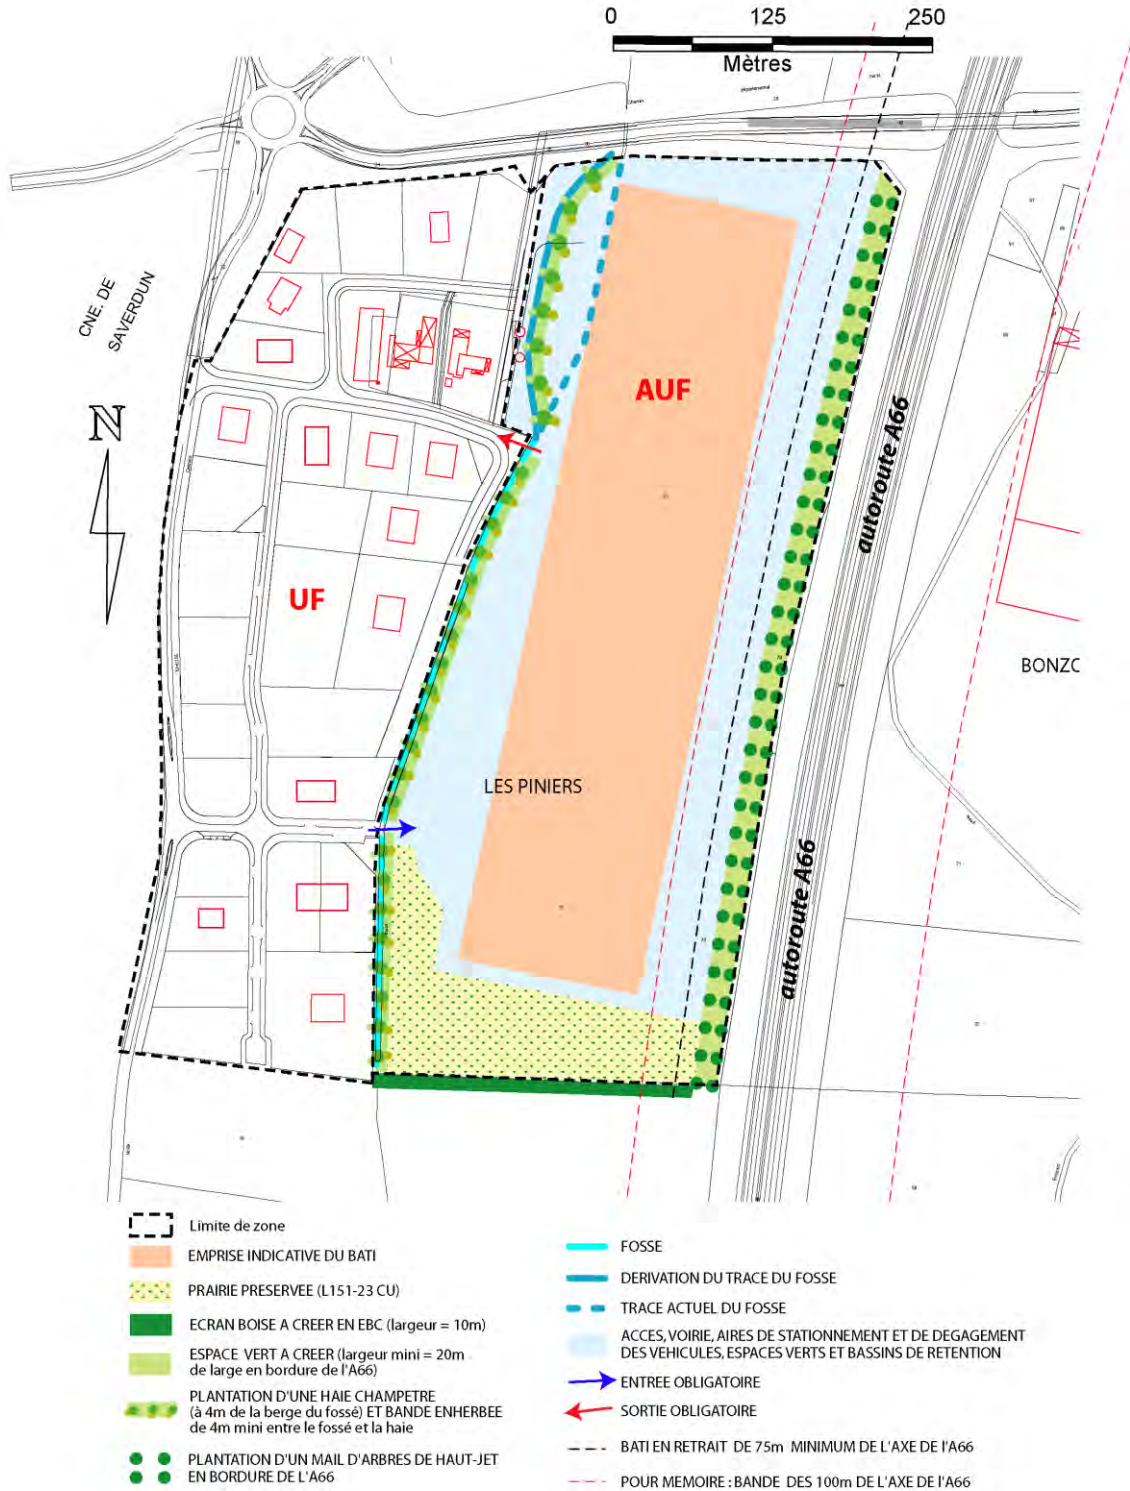 0 125 250
Mètres
CNE. DE
SAVERDUN
N
AUF
autoroute A66
UF
BONZC
LES PINIERS
autoroute A66
Limite de zone
EMPRISE INDICATIVE DU BATI
PRAIRIE PRESERVEE (L151-23 CU)
ECRAN BOISE A CREER EN EBC (largeur = 10m)
ESPACE VERT A CREER (largeur mini = 20m
de large en bordure de l'A66)
PLANTATION D'UNE HAIE CHAMPETRE
(à 4m de la berge du fossé) ET BANDE ENHERBEE
de 4m mini entre le fossé et la haie
PLANTATION D'UN MAIL D'ARBRES DE HAUT-JET
EN BORDURE DE L'A66
FOSSE
DERIVATION DU TRACE DU FOSSE
TRACE ACTUEL DU FOSSE
ACCES, VOIRIE, AIRES DE STATIONNEMENT ET DE DEGAGEMENT
DES VEHICULES, ESPACES VERTS ET BASSINS DE RETENTION
ENTREE OBLIGATOIRE
SORTIE OBLIGATOIRE
BATI EN RETRAIT DE 75m MINIMUM DE L'AXE DE l'A66
POUR MEMOIRE : BANDE DES 100m DE L'AXE DE l'A66